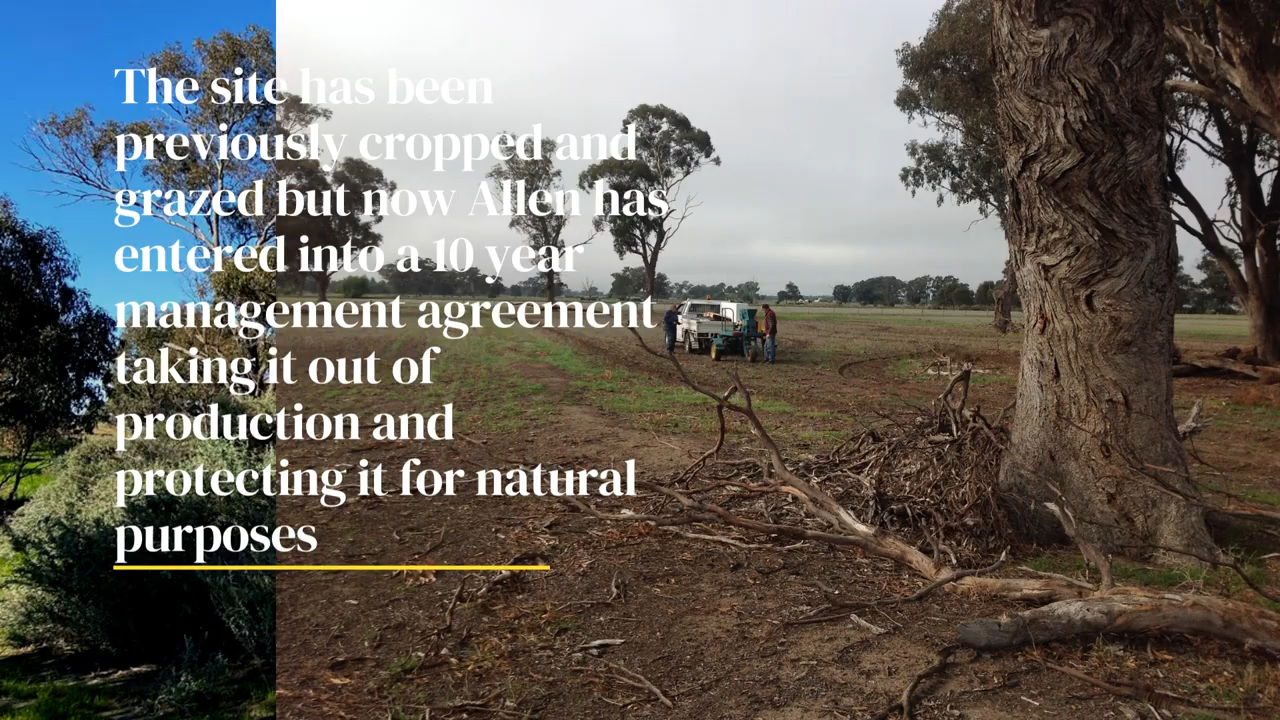 The site has been
previously cropped and
grazed but now Allen has
entered into a 10 year
management agreement
taking it out of
production and
protecting it for natural
purposes